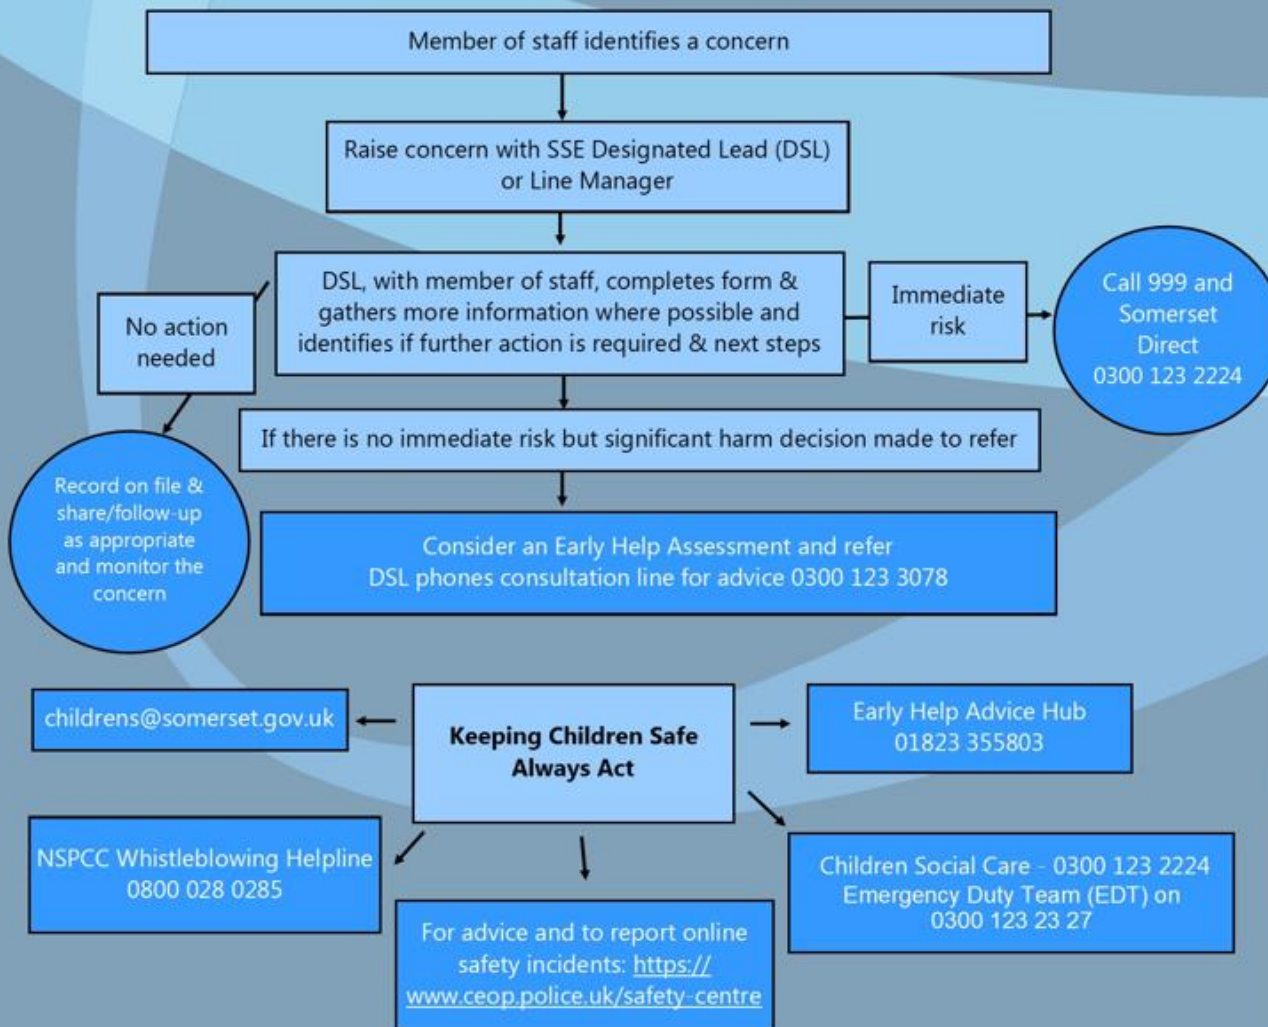 Member of staff identifies a concern
Raise concern with SSE Designated Lead (DSL)
or Line Manager
DSL, with member of staff, completes form &
gathers more information where possible and
identifies if further action is required & next steps
Immediate
risk
Call 999 and
Somerset
Direct
0300 123 2224
No action
needed
If there is no immediate risk but significant harm decision made to refer
Record on file &
share/follow-up
as appropriate
and monitor the
concern
Consider an Early Help Assessment and refer
DSL phones consultation line for advice 0300 123 3078
childrens@somerset.gov.uk
Keeping Children Safe
Always Act
Early Help Advice Hub
01823 355803
NSPCC Whistleblowing Helpline
0800 028 0285
Children Social Care - 0300 123 2224
Emergency Duty Team (EDT) on
0300 123 23 27
For advice and to report online
safety incidents: https://
www.ceop.police.uk/safety-centre